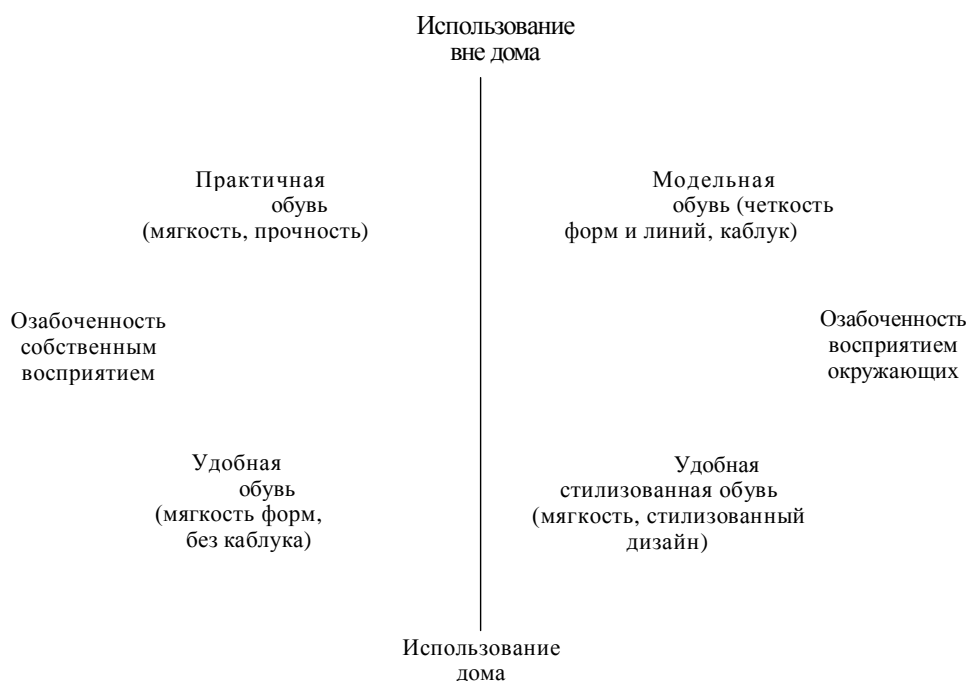 Использование
вне дома
Практичная
обувь
(мягкость, прочность)
Модельная
обувь (четкость
форм и линий, каблук)
Озабоченность
собственным
восприятием
Озабоченность
восприятием
окружающих
Удобная
обувь
(мягкость форм,
без каблука)
Удобная
стилизованная обувь
(мягкость, стилизованный
дизайн)
Использование
дома